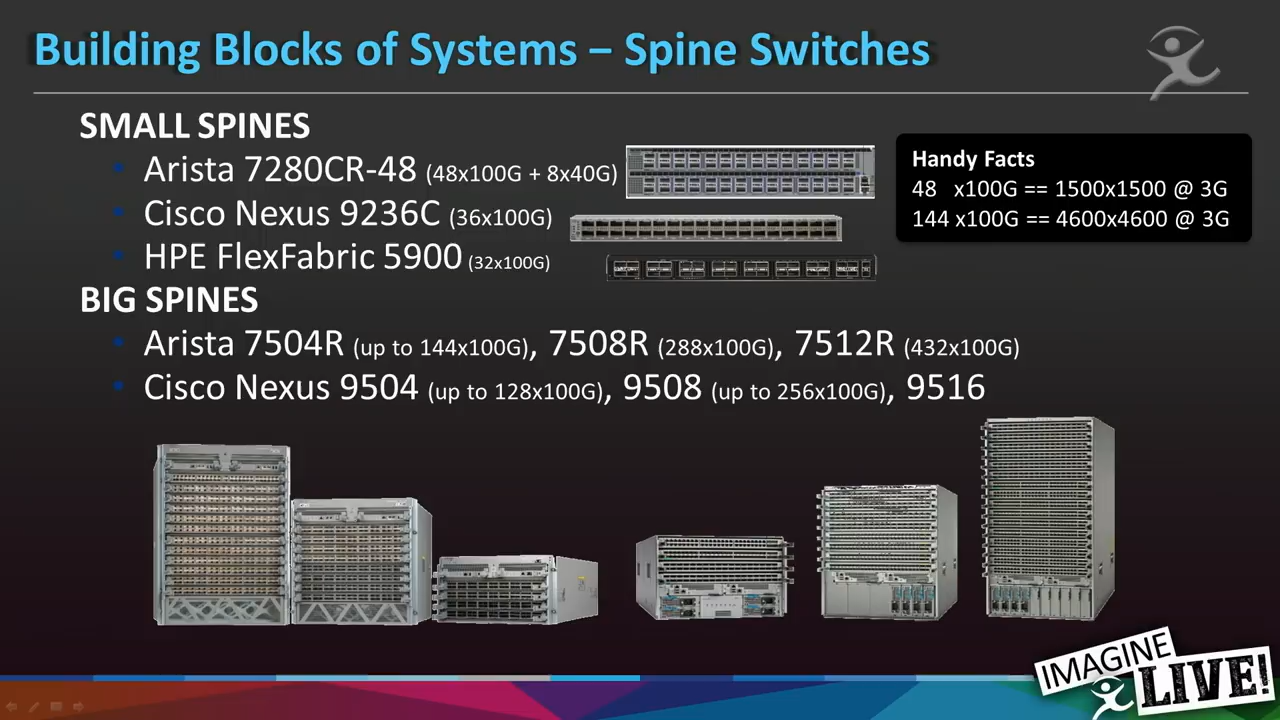 Building Blocks of Systems – Spine Switches
SMALL SPINES
• Arista 7280CR-48 (48x100G + 8x40G)
• Cisco Nexus 9236C (36x100G)
• HPE FlexFabric 5900 (32x100G)
Handy Facts
48 x100G == 1500x1500 @ 3G
144 x100G == 4600x4600 @ 3G
BIG SPINES
• Arista 7504R (up to 144x100G), 7508R (288x100G), 7512R (432x100G)
• Cisco Nexus 9504 (up to 128x100G), 9508 (up to 256x100G), 9516
IMAGINE
LIVE!